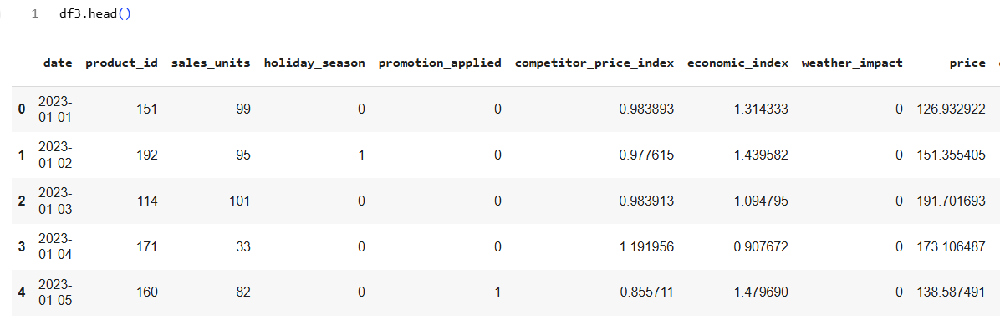 1 df3.head()
date product_id sales_units holiday_season promotion_applied competitor_price_index economic_index weather_impact price
0 2023-01-01 151 99 0 0 0.983893 1.314333 0 126.932922
1 2023-01-02 192 95 1 0 0.977615 1.439582 0 151.355405
2 2023-01-03 114 101 0 0 0.983913 1.094795 0 191.701693
3 2023-01-04 171 33 0 0 1.191956 0.907672 0 173.106487
4 2023-01-05 160 82 0 1 0.855711 1.479690 0 138.587491